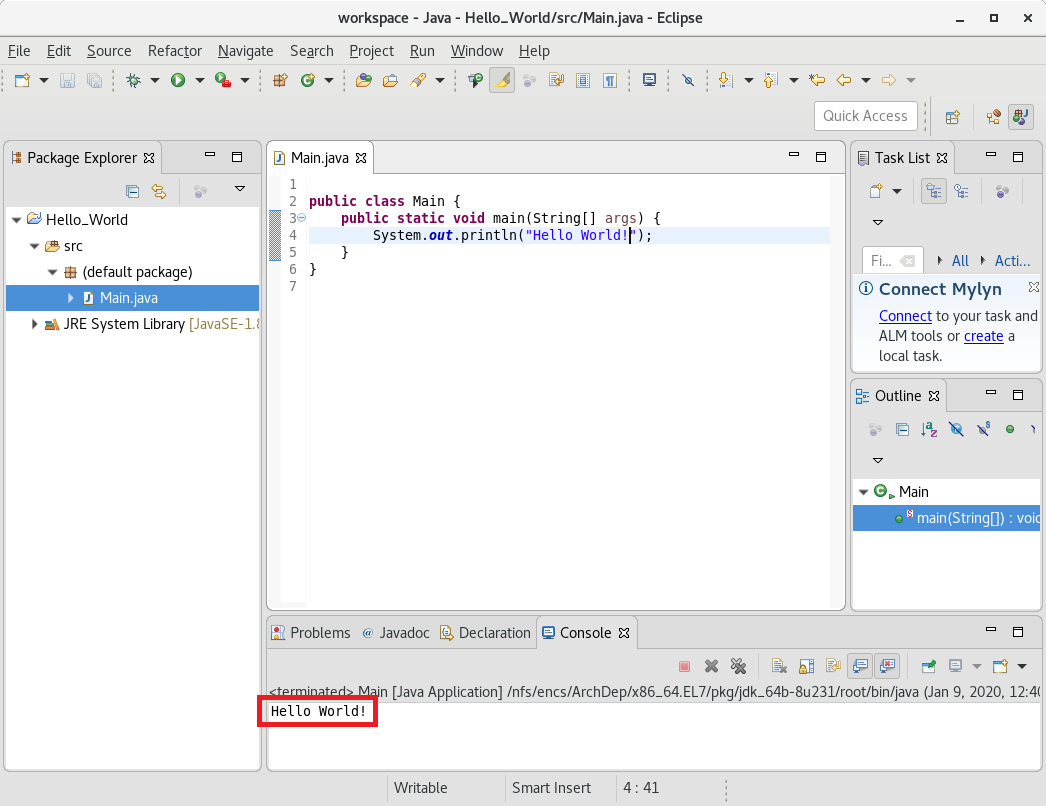 workspace - Java - Hello_World/src/Main.java - Eclipse
File Edit Source Refactor Navigate Search Project Run Window Help
Quick Access
Package Explorer
Hello_World
src
(default package)
Main.java
JRE System Library [JavaSE-1.8
Main.java
1
2 public class Main {
3 public static void main(String[] args) {
4 System.out.println("Hello World!");
5 }
6 }
7
Task List
Fi...
All
Acti...
Connect Mylyn
Connect to your task and
ALM tools or create a
local task.
Outline
Main
main(String[]) : void
Problems Javadoc Declaration Console
<terminated> Main [Java Application] /nfs/encs/ArchDep/x86_64.EL7/pkg/jdk_64b-8u231/root/bin/java (Jan 9, 2020, 12:40
Hello World!
Writable Smart Insert 4 : 41